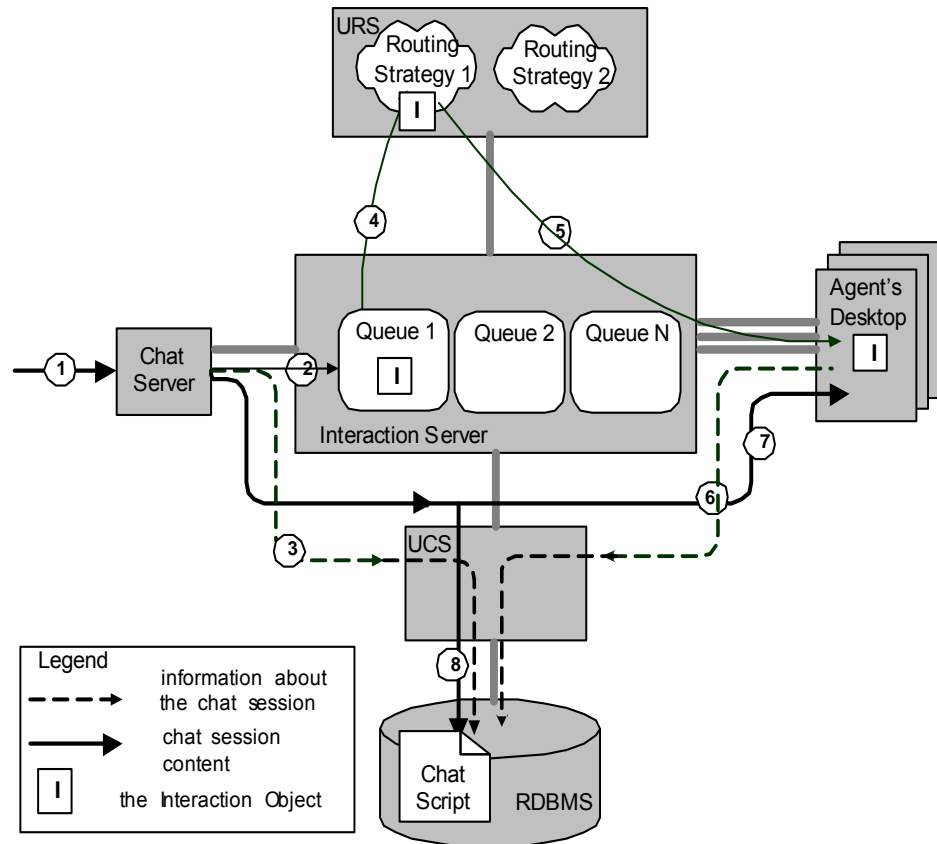 URS
Routing
Strategy 1
Routing
Strategy 2
I
4
5
Queue 1
Queue 2
Queue N
I
Interaction Server
Agent's
Desktop
I
1
Chat
Server
2
7
6
3
UCS
8
Chat
Script
RDBMS
Legend
information about
the chat session
chat session
content
I
the Interaction Object